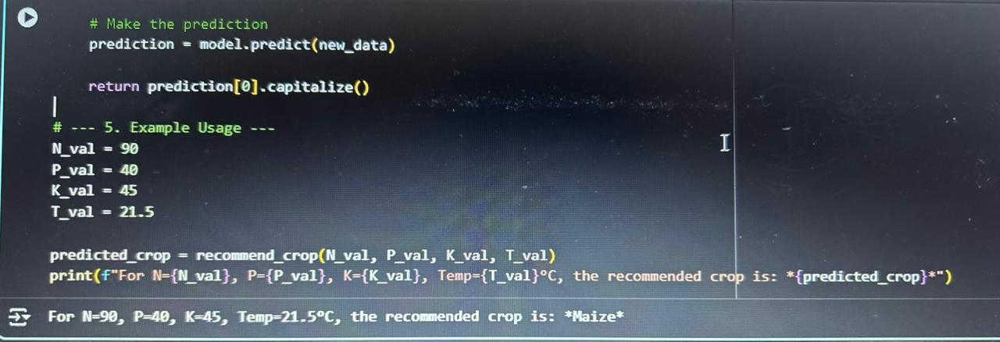 # Make the prediction
prediction = model.predict(new_data)
return prediction[0].capitalize()
# --- 5. Example Usage ---
N_val = 90
P_val = 40
K_val = 45
T_val = 21.5
predicted_crop = recommend_crop(N_val, P_val, K_val, T_val)
print(f"For N={N_val}, P={P_val}, K={K_val}, Temp={T_val}°C, the recommended crop is: *{predicted_crop}*")
For N=90, P=40, K=45, Temp=21.5°C, the recommended crop is: *Maize*